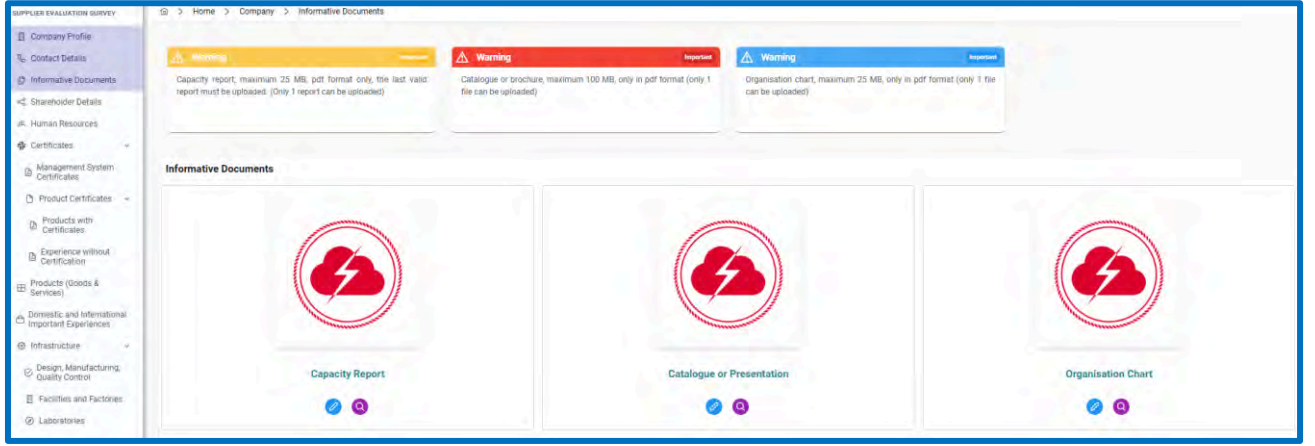 SUPPLIER EVALUATION SURVEY
Company Profile
Contact Details
Informative Documents
Shareholder Details
Human Resources
Certificates
Management System
Certificates
Product Certificates
Products with
Certificates
Experience without
Certification
Products (Goods &
Services)
Domestic and International
Important Experiences
Infrastructure
Design, Manufacturing,
Quality Control
Facilities and Factories
Laboratories
> Home > Company > Informative Documents
Warning Important
Capacity report, maximum 25 MB, pdf format only, the last valid
report must be uploaded. (Only 1 report can be uploaded)
Warning Important
Catalogue or brochure, maximum 100 MB, only in pdf format (only 1
file can be uploaded)
Warning Important
Organisation chart, maximum 25 MB, only in pdf format (only 1 file
can be uploaded)
Informative Documents
Capacity Report
Catalogue or Presentation
Organisation Chart